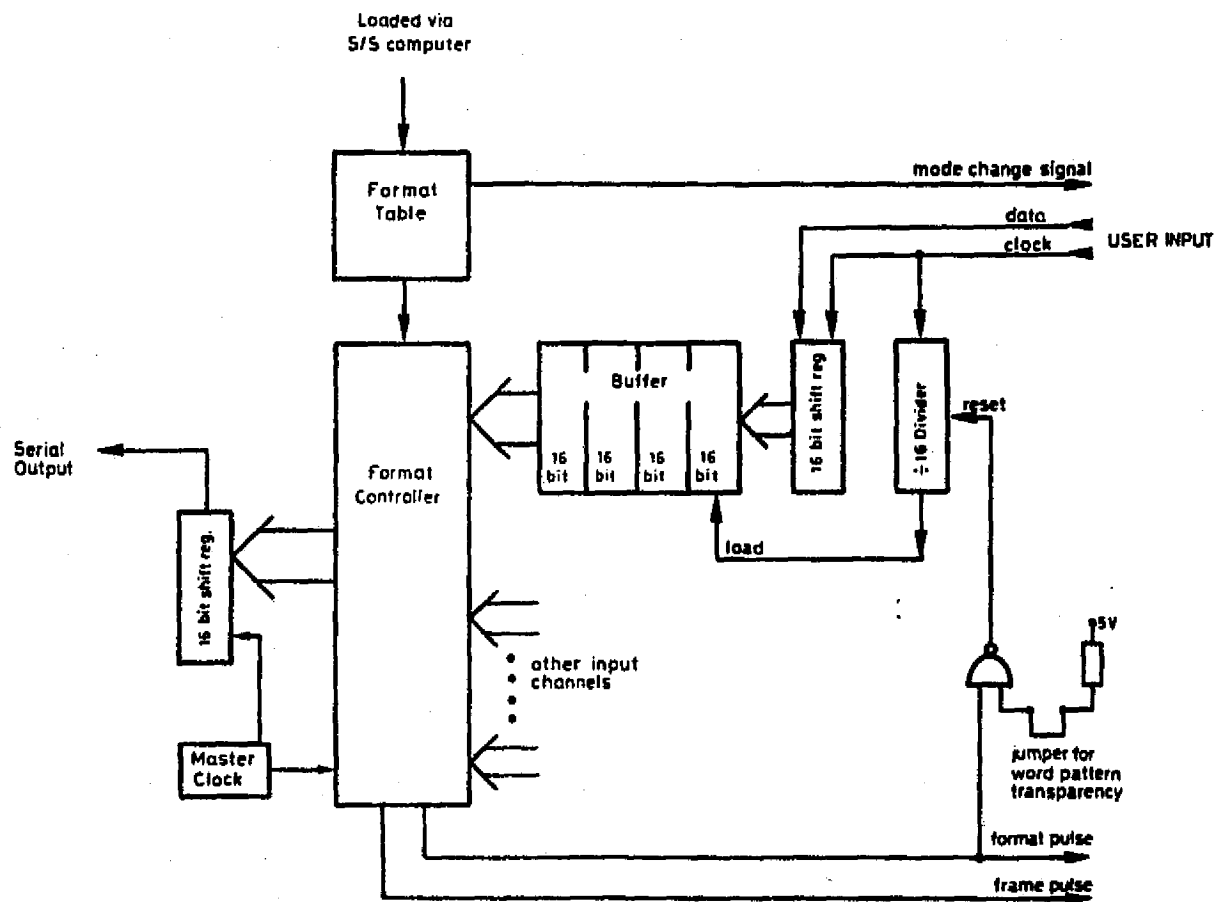 Loaded via
S/S computer
Format
Table
mode change signal
data
clock
USER INPUT
Buffer
16
bit
16
bit
16
bit
16
bit
16 bit shift reg
÷16 Divider
reset
load
Serial
Output
Format
Controller
16 bit shift reg.
other input
channels
5V
Master
Clock
jumper for
word pattern
transparency
format pulse
frame pulse